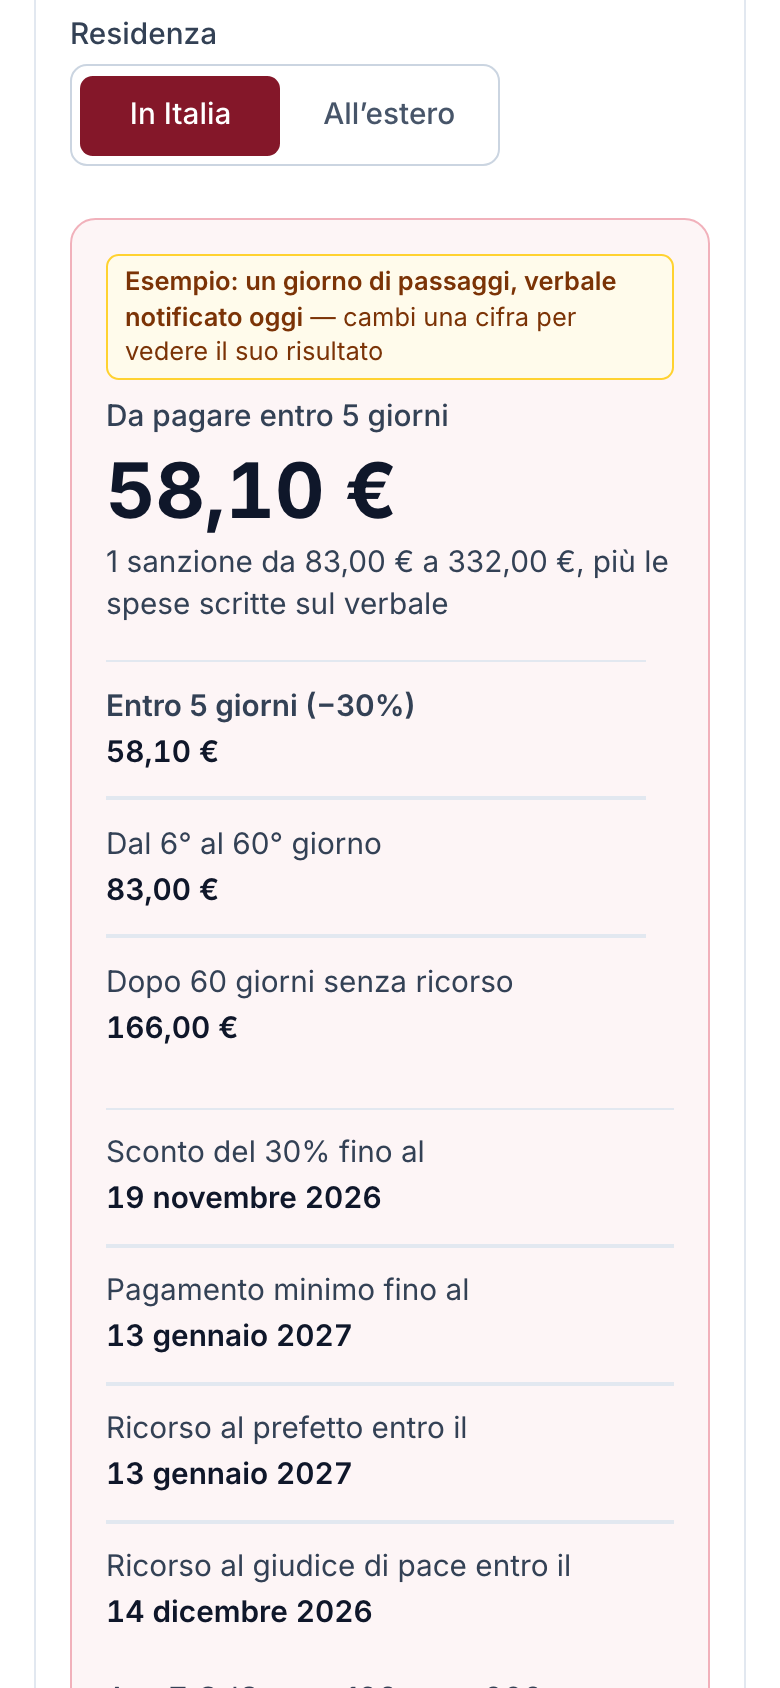 Residenza
In Italia
All’estero
Esempio: un giorno di passaggi, verbale
notificato oggi — cambi una cifra per
vedere il suo risultato
Da pagare entro 5 giorni
58,10 €
1 sanzione da 83,00 € a 332,00 €, più le
spese scritte sul verbale
Entro 5 giorni (−30%)
58,10 €
Dal 6° al 60° giorno
83,00 €
Dopo 60 giorni senza ricorso
166,00 €
Sconto del 30% fino al
19 novembre 2026
Pagamento minimo fino al
13 gennaio 2027
Ricorso al prefetto entro il
13 gennaio 2027
Ricorso al giudice di pace entro il
14 dicembre 2026